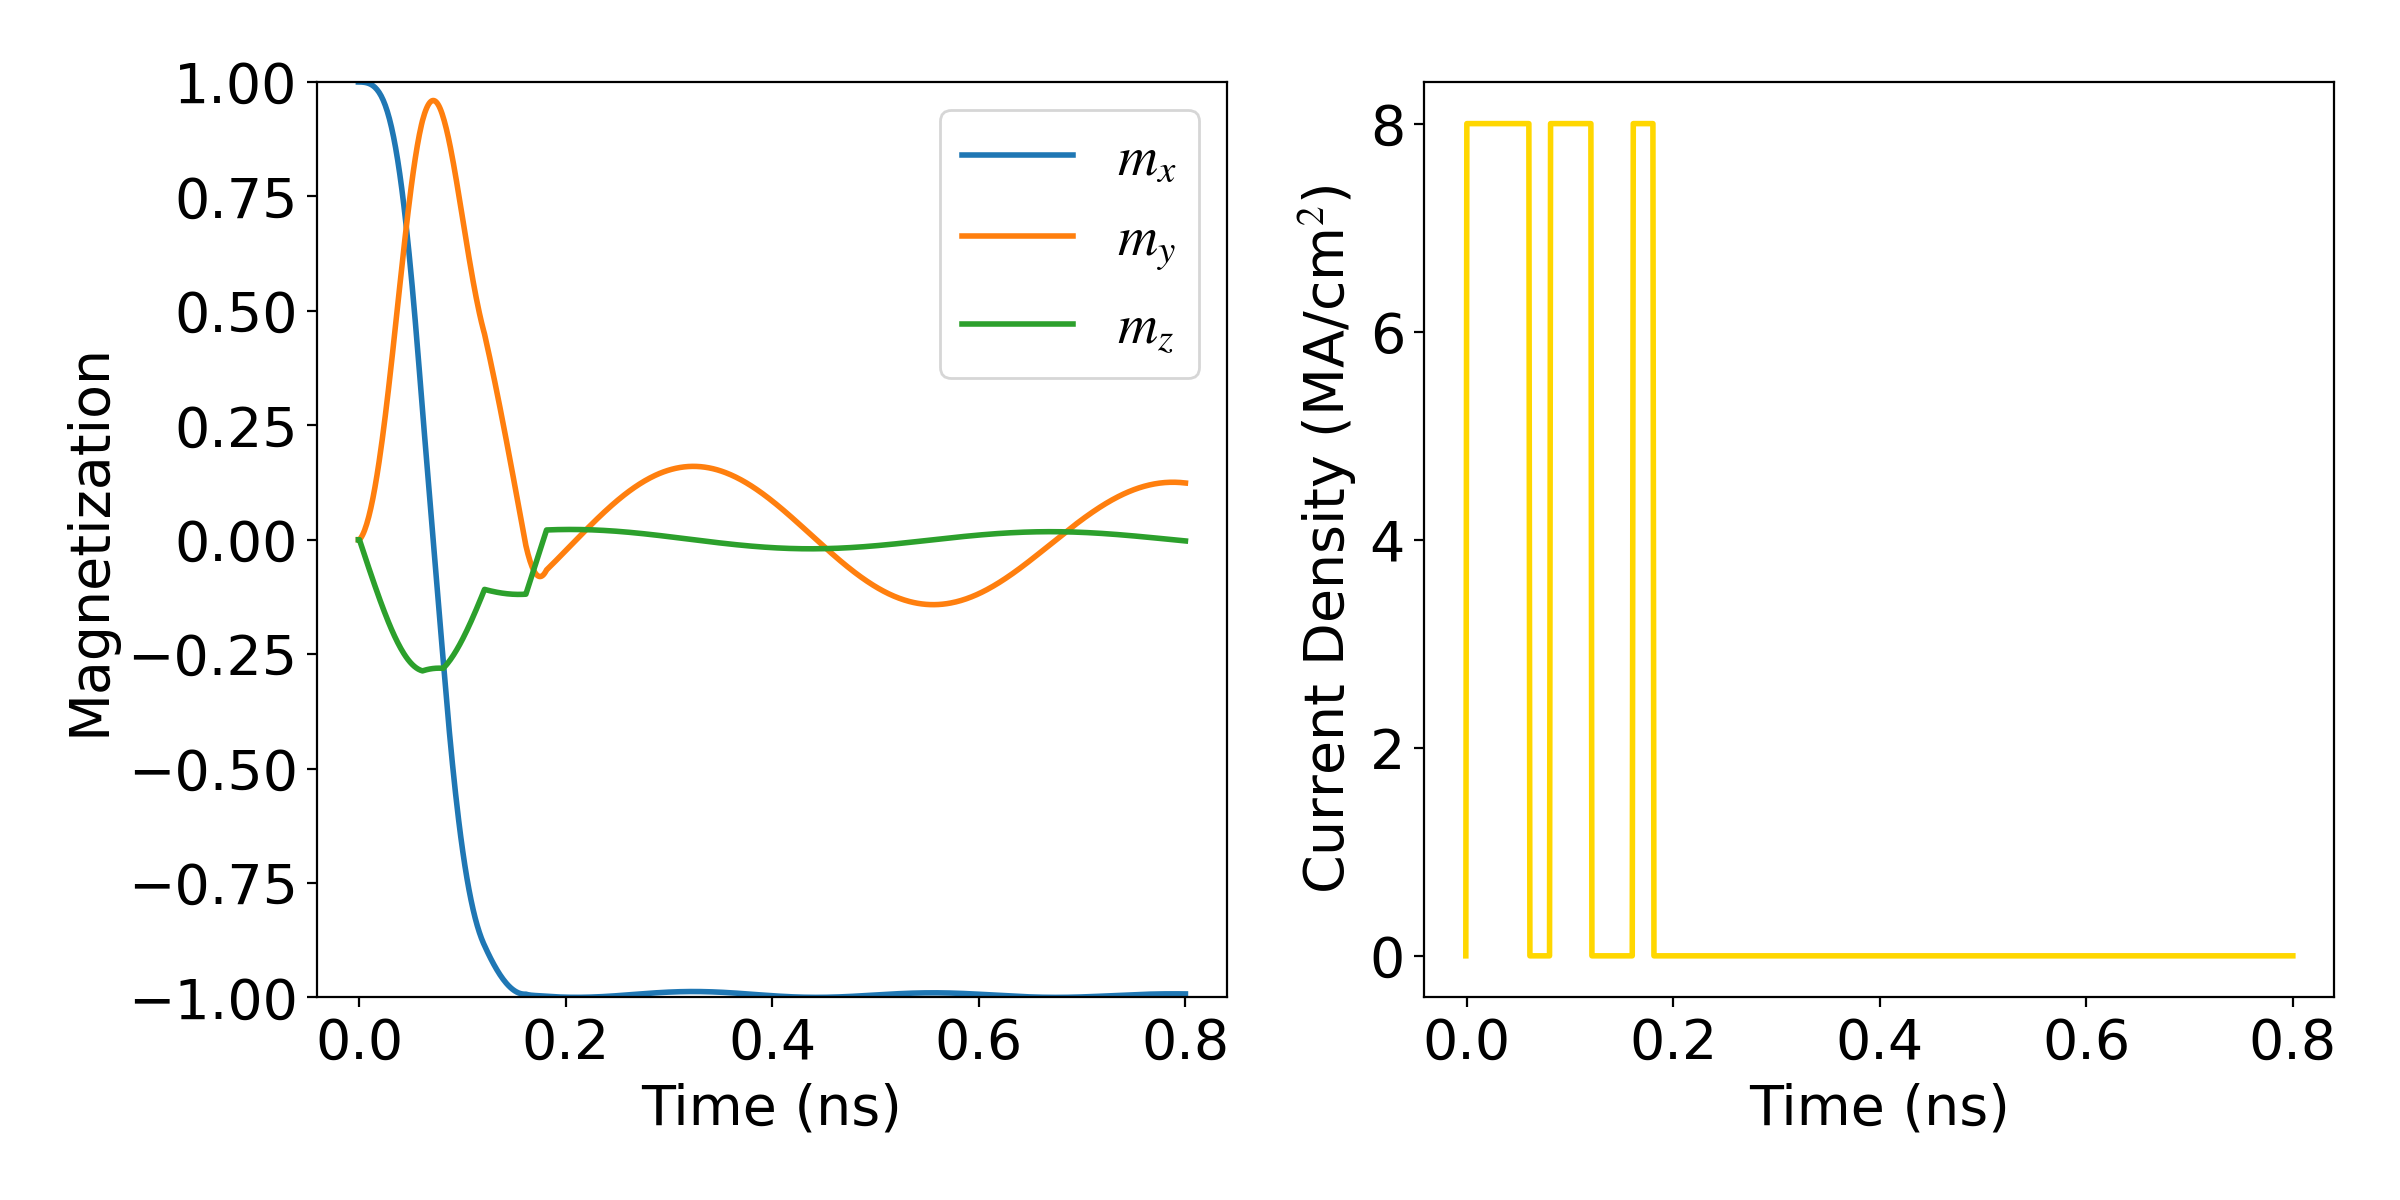 1.00
0.75
0.50
0.25
0.00
−0.25
−0.50
−0.75
−1.00
Magnetization
0.0 0.2 0.4 0.6 0.8
Time (ns)
m_x
m_y
m_z
8
6
4
2
0
Current Density (MA/cm²)
0.0 0.2 0.4 0.6 0.8
Time (ns)